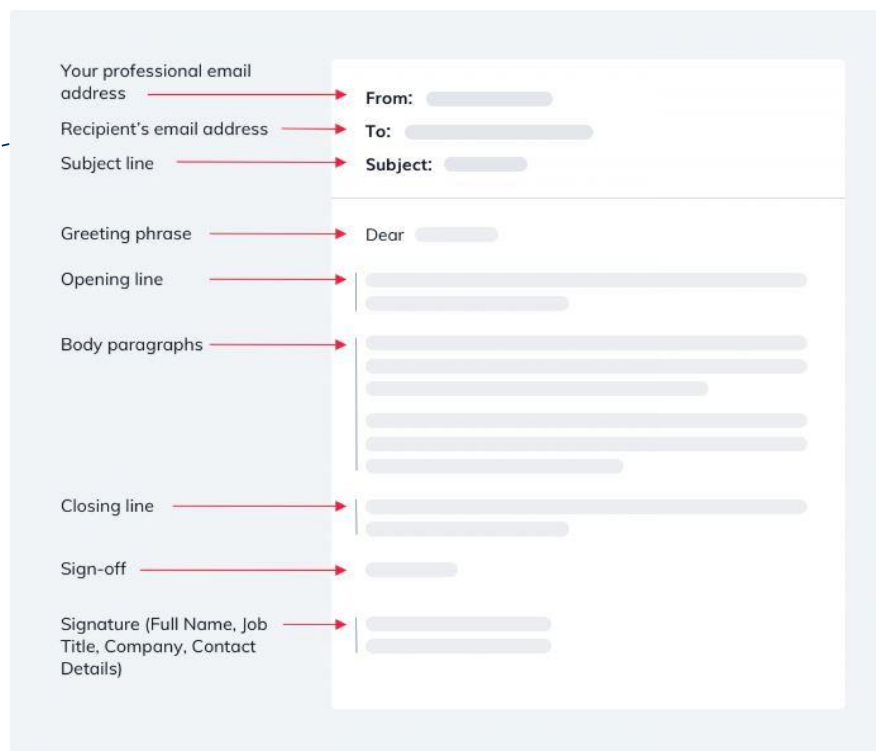 Your professional email
address
From:
Recipient's email address
To:
Subject line
Subject:
Greeting phrase
Dear
Opening line
Body paragraphs
Closing line
Sign-off
Signature (Full Name, Job
Title, Company, Contact
Details)